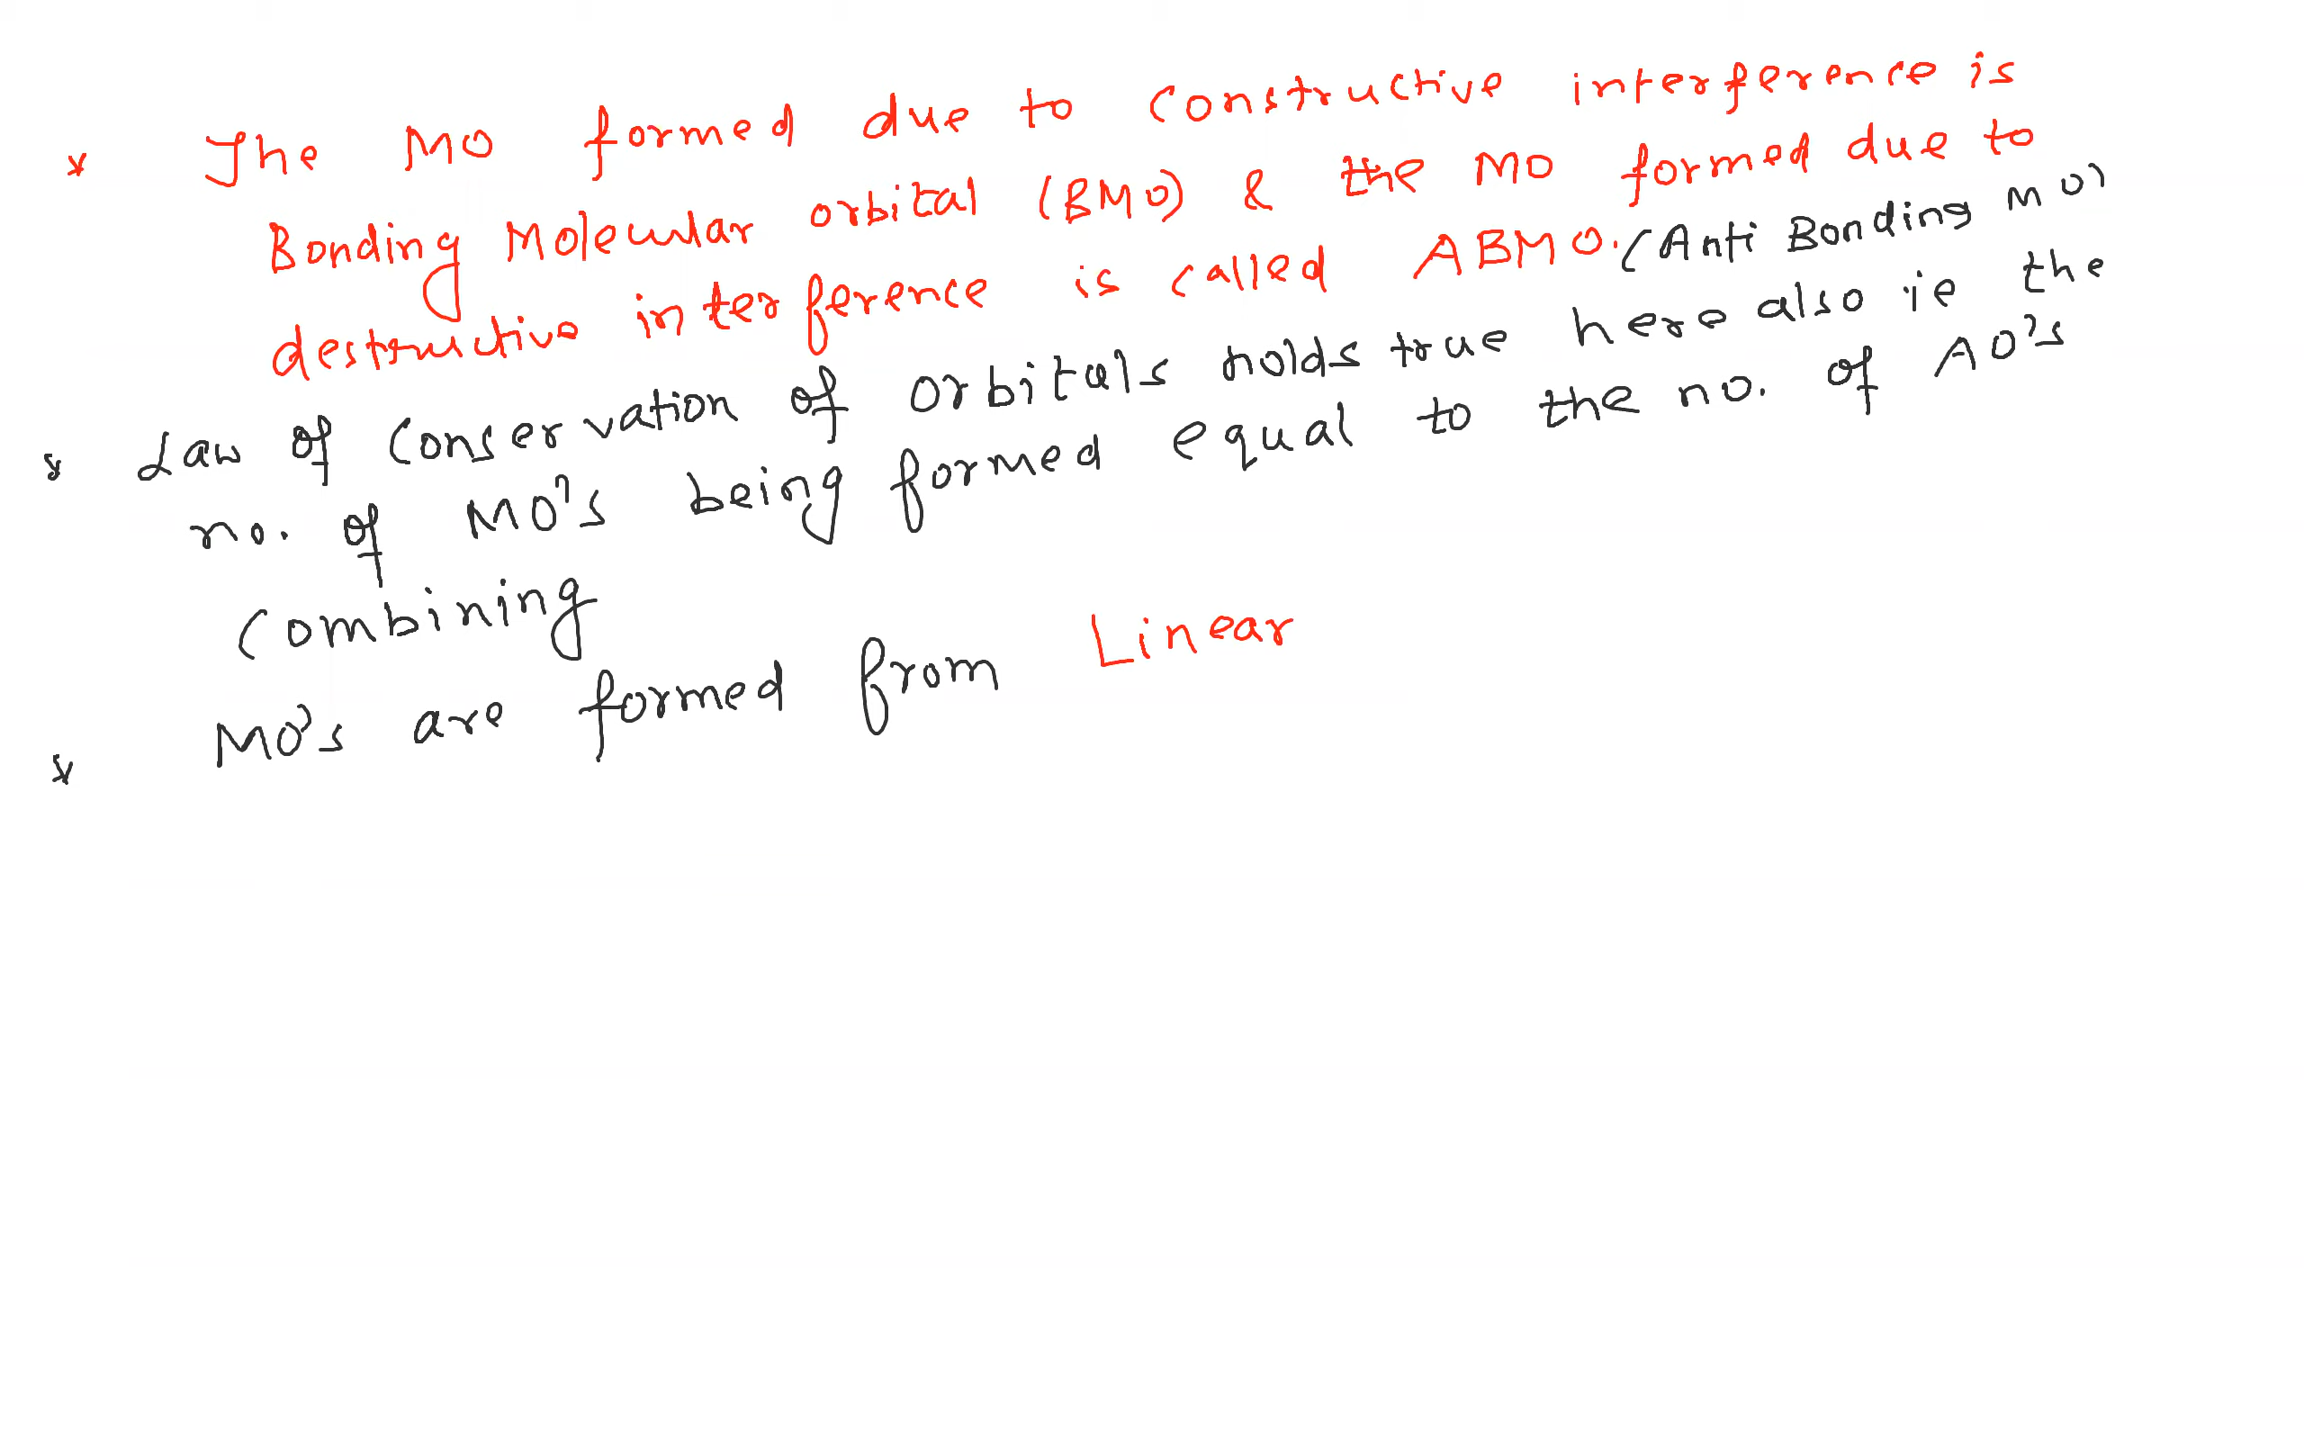 * The MO formed due to constructive interference is
Bonding Molecular orbital (BMO) & the MO formed due to
destructive interference is called ABMO. (Anti Bonding MO)
* Law of conservation of orbitals holds true here also ie the
no. of MO's being formed equal to the no. of AO's
combining
* MO's are formed from Linear